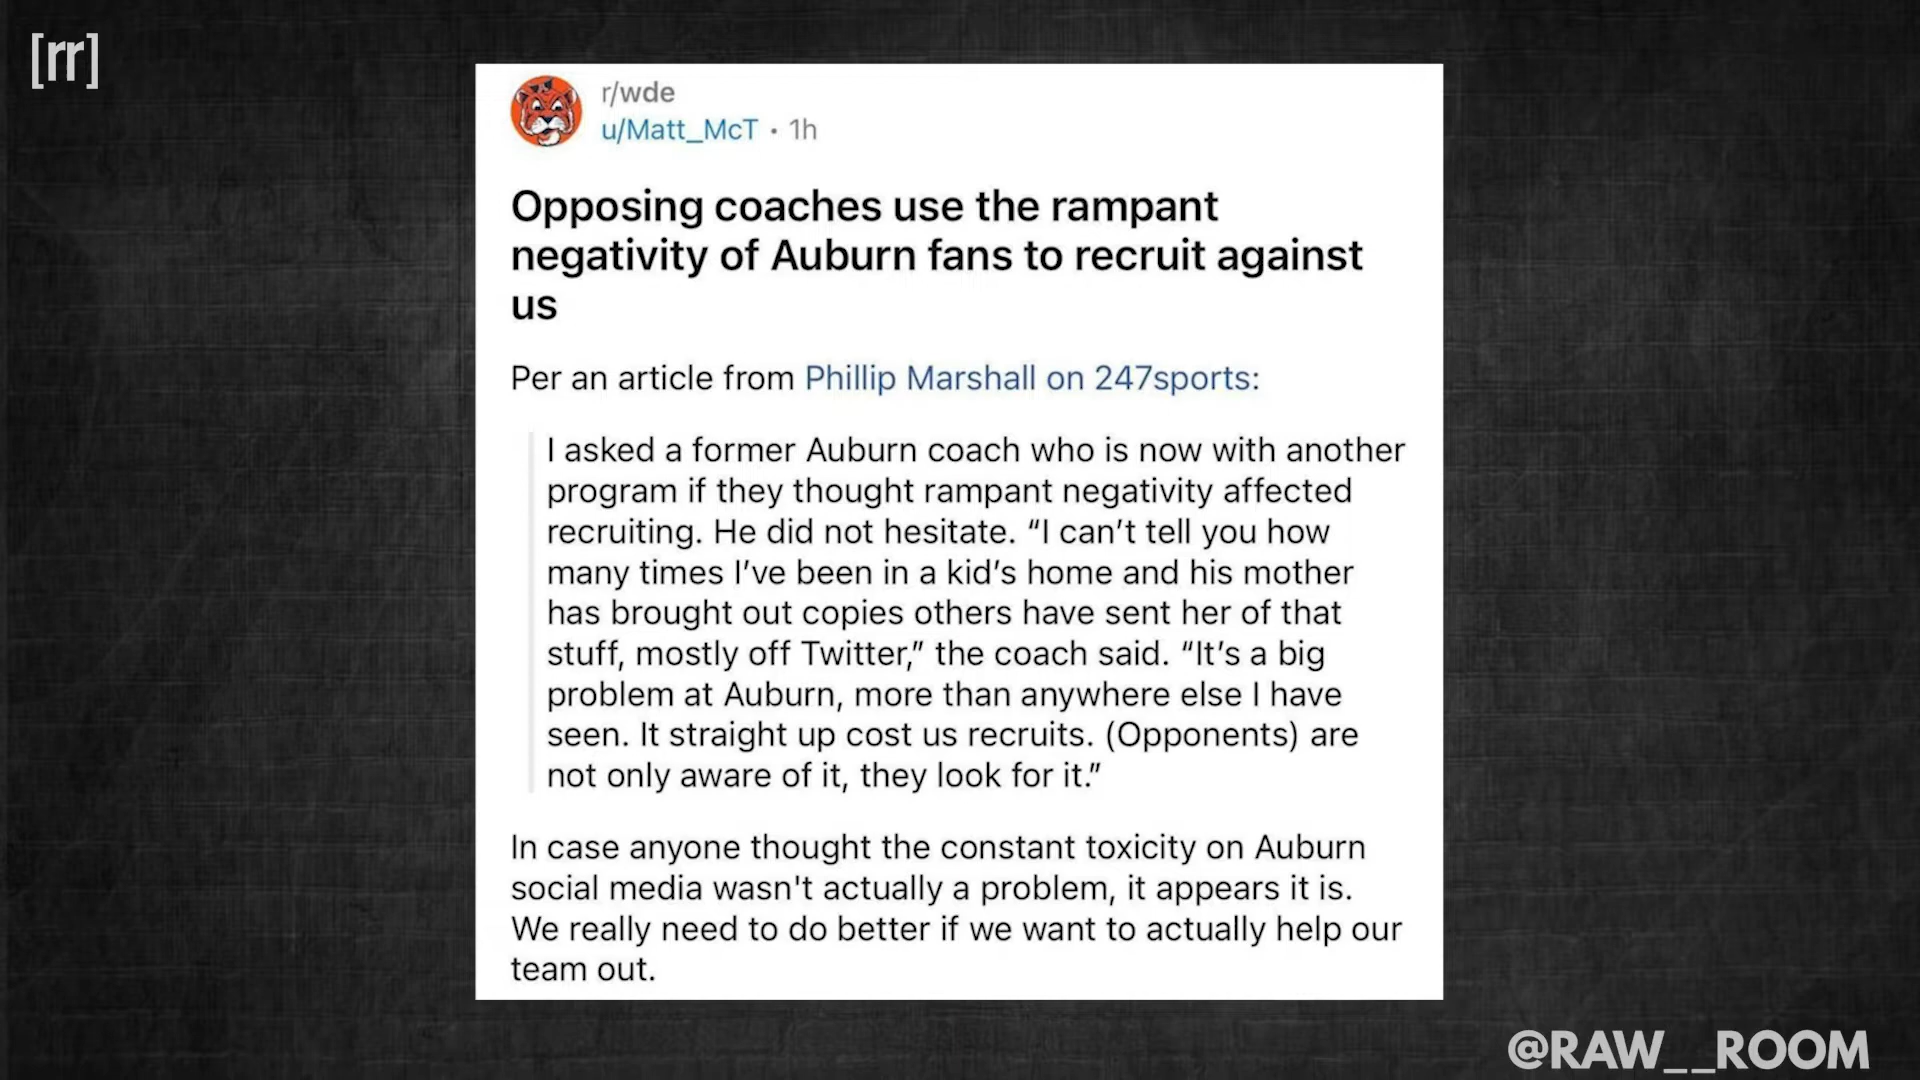 [rr]
r/wde
u/Matt_McT • 1h
Opposing coaches use the rampant
negativity of Auburn fans to recruit against
us
Per an article from Phillip Marshall on 247sports:
I asked a former Auburn coach who is now with another
program if they thought rampant negativity affected
recruiting. He did not hesitate. “I can’t tell you how
many times I’ve been in a kid’s home and his mother
has brought out copies others have sent her of that
stuff, mostly off Twitter,” the coach said. “It’s a big
problem at Auburn, more than anywhere else I have
seen. It straight up cost us recruits. (Opponents) are
not only aware of it, they look for it.”
In case anyone thought the constant toxicity on Auburn
social media wasn't actually a problem, it appears it is.
We really need to do better if we want to actually help our
team out.
@RAW__ROOM